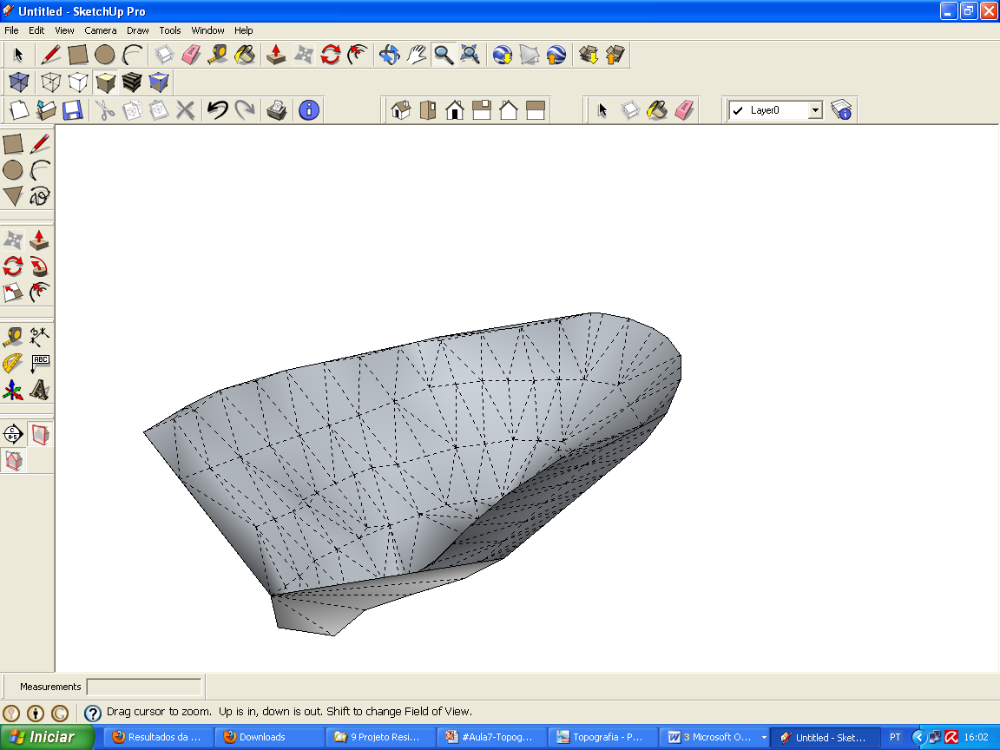 Untitled - SketchUp Pro
File Edit View Camera Draw Tools Window Help
Layer0
ABC
Measurements
Drag cursor to zoom. Up is in, down is out. Shift to change Field of View.
Iniciar Resultados da ... Downloads 9 Projeto Resi... #Aula7-Topog... Topografia - P... 3 Microsoft O... Untitled - Sket... PT 16:02